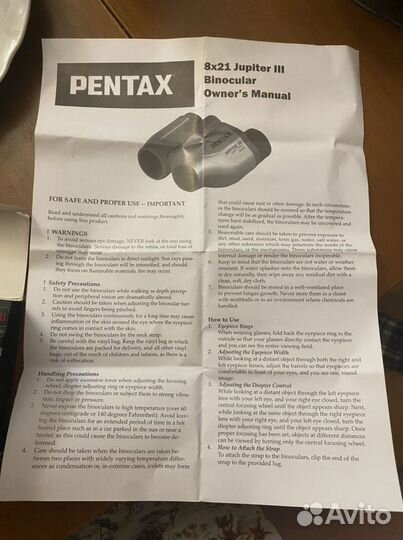 PENTAX
8x21 Jupiter III
Binocular
Owner's Manual
PENTAX
JUPITER III
FOR SAFE AND PROPER USE – IMPORTANT
Read and understand all cautions and warnings thoroughly
before using this product.
! WARNINGS
1. To avoid serious eye damage, NEVER look at the sun using
the binoculars. Serious damage to the retina, or total loss of
eyesight may occur.
2. Do not leave the binoculars in direct sunlight. Sun rays pass-
ing through the binoculars will be intensified, and should
they focus on flammable materials, fire may occur.
! Safety Precautions
1. Do not use the binoculars while walking as depth percep-
tion and peripheral vision are dramatically altered.
2. Caution should be taken when adjusting the binocular bar-
rels to avoid fingers being pinched.
3. Using the binoculars continuously for a long time may cause
inflammation of the skin around the eye where the eyepiece
ring comes in contact with the skin.
4. Do not swing the binoculars by the neck strap.
5. Be careful with the vinyl bag. Keep the vinyl bag in which
the binoculars are packed for delivery, and all other vinyl
bags, out of the reach of children and infants, as there is a
risk of suffocation.
Handling Precautions
1. Do not apply excessive force when adjusting the focusing
wheel, diopter adjusting ring or eyepiece width.
2. Do not drop the binoculars or subject them to strong vibra-
tion, impact or pressure.
3. Never expose the binoculars to high temperature (over 60
degrees centigrade or 140 degrees Fahrenheit). Avoid leav-
ing the binoculars for an extended period of time in a hot
humid place such as in a car parked in the sun or near a
heater, as this could cause the binoculars to become de-
formed.
4. Care should be taken when the binoculars are taken be-
tween two places with widely varying temperature differ-
ences as condensation or, in extreme cases, icelets may form
that could cause rust or other damage. In such circumstanc-
es the binoculars should be covered so that the temperature
change will be as gradual as possible. After the tempera-
tures have stabilized, the binoculars may be uncovered and
used again.
5. Reasonable care should be taken to prevent exposure to
dirt, mud, sand, moisture, toxic gas, water, salt water, or
any other substance which may penetrate the inside of the
binoculars, or the mechanisms. These substances may cause
internal damage or render the binoculars inoperable.
6. Keep in mind that the binoculars are not water or weather
resistant. If water splashes onto the binoculars, allow them
to dry naturally, then wipe away any residual dirt with a
clean, soft, dry cloth.
Binoculars should be stored in a well-ventilated place
to prevent fungus growth. Never store them in a closet
with mothballs or in an environment where chemicals are
handled.
How to Use
1. Eyepiece Rings
When wearing glasses, fold back the eyepiece ring to the
outside so that your glasses directly contact the eyepiece
and you can see the entire viewing field.
2. Adjusting the Eyepiece Width
While looking at a distant object through both the right and
left eyepiece lenses, adjust the barrels so that eyepieces are
comfortable in front of your eyes, and you see one, round
image.
3. Adjusting the Diopter Control
While looking at a distant object through the left eyepiece
lens with your left eye, and your right eye closed, turn the
central focusing wheel until the object appears sharp. Next,
while looking at the same object through the right eyepiece
lens with your right eye, and your left eye closed, turn the
diopter adjusting ring until the object appears sharp. Once
proper focusing has been set, objects at different distances
can be viewed by turning only the central focusing wheel.
4. How to Attach the Strap
To attach the strap to the binoculars, clip the end of the
strap to the provided lug.
Avito